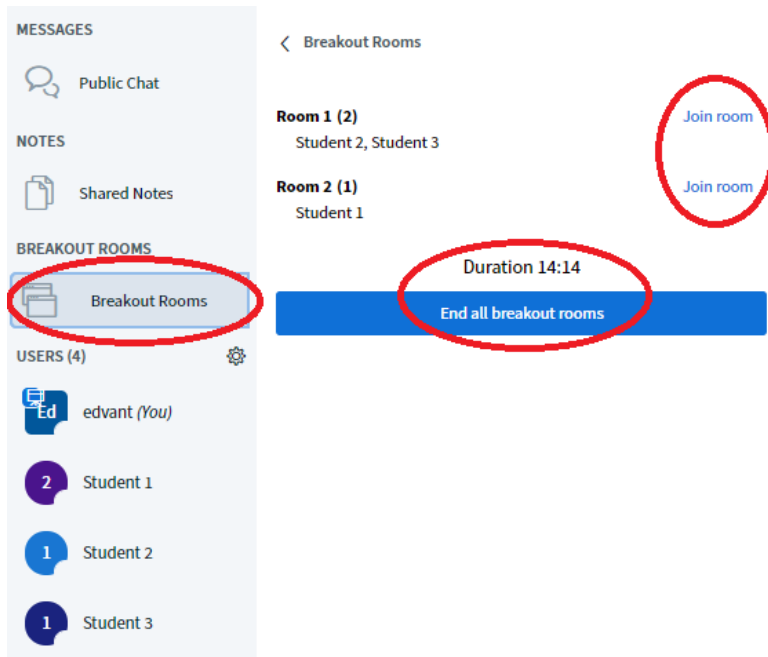 MESSAGES
Public Chat
NOTES
Shared Notes
BREAKOUT ROOMS
Breakout Rooms
USERS (4)
Ed
edvant (You)
2
Student 1
1
Student 2
1
Student 3
Breakout Rooms
Room 1 (2)
Join room
Student 2, Student 3
Room 2 (1)
Join room
Student 1
Duration 14:14
End all breakout rooms